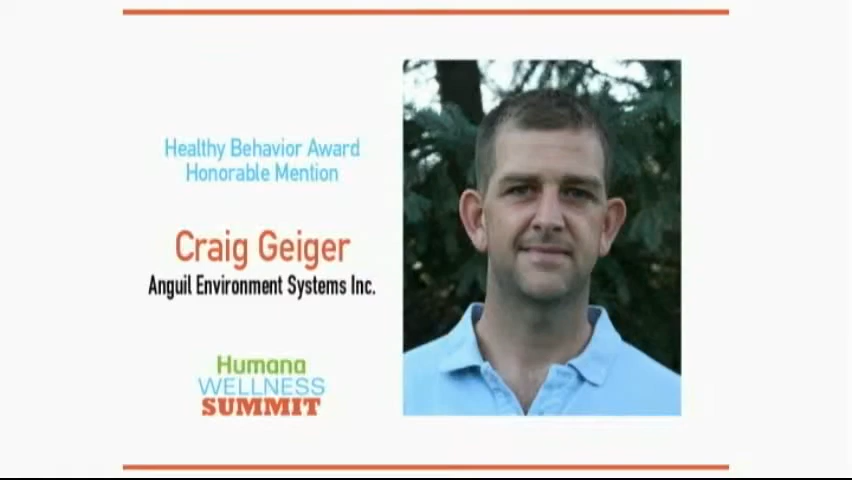 Healthy Behavior Award
Honorable Mention
Craig Geiger
Anguil Environment Systems Inc.
Humana
WELLNESS
SUMMIT